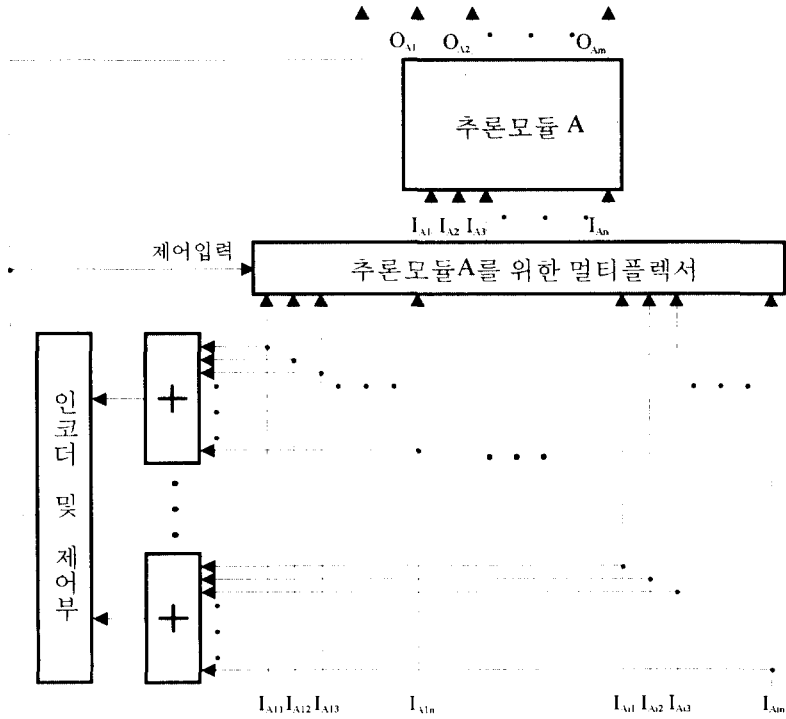 O_A1 O_A2 O_Am
추론모듈 A
I_A1 I_A2 I_A3 I_An
제어입력
추론모듈A를 위한 멀티플렉서
+
인코더 및 제어부
+
I_A11 I_A12 I_A13 I_A1n I_Ai1 I_Ai2 I_Ai3 I_Ain